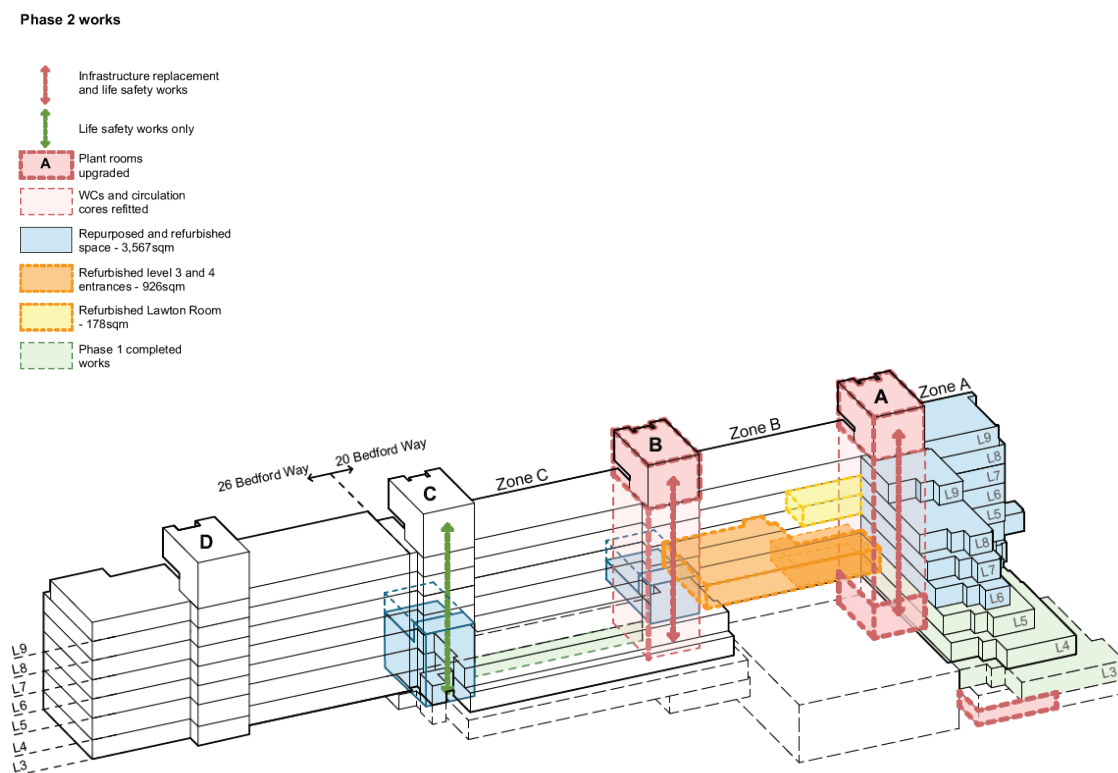 Phase 2 works
Infrastructure replacement
and life safety works
Life safety works only
A
Plant rooms
upgraded
WCs and circulation
cores refitted
Repurposed and refurbished
space - 3,567sqm
Refurbished level 3 and 4
entrances - 926sqm
Refurbished Lawton Room
- 178sqm
Phase 1 completed
works
Zone A
A
Zone B
B
20 Bedford Way
26 Bedford Way
Zone C
C
D
L9
L8
L7
L6
L5
L9
L8
L7
L6
L5
L4
L3
L9
L8
L7
L6
L5
L4
L3